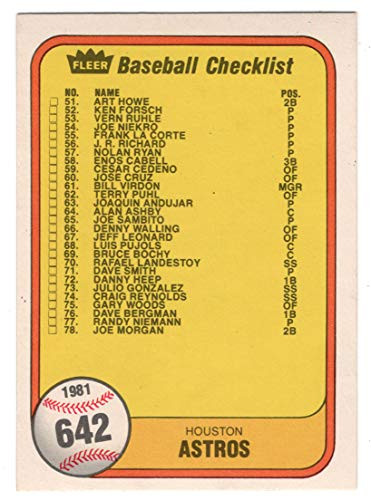 FLEER Baseball Checklist
NO. NAME POS.
51. ART HOWE 2B
52. KEN FORSCH P
53. VERN RUHLE P
54. JOE NIEKRO P
55. FRANK LA CORTE P
56. J. R. RICHARD P
57. NOLAN RYAN P
58. ENOS CABELL 3B
59. CESAR CEDENO OF
60. JOSE CRUZ OF
61. BILL VIRDON MGR
62. TERRY PUHL OF
63. JOAQUIN ANDUJAR P
64. ALAN ASHBY C
65. JOE SAMBITO P
66. DENNY WALLING OF
67. JEFF LEONARD OF
68. LUIS PUJOLS C
69. BRUCE BOCHY C
70. RAFAEL LANDESTOY SS
71. DAVE SMITH P
72. DANNY HEEP 1B
73. JULIO GONZALEZ SS
74. CRAIG REYNOLDS SS
75. GARY WOODS OF
76. DAVE BERGMAN 1B
77. RANDY NIEMANN P
78. JOE MORGAN 2B
1981
642
HOUSTON
ASTROS